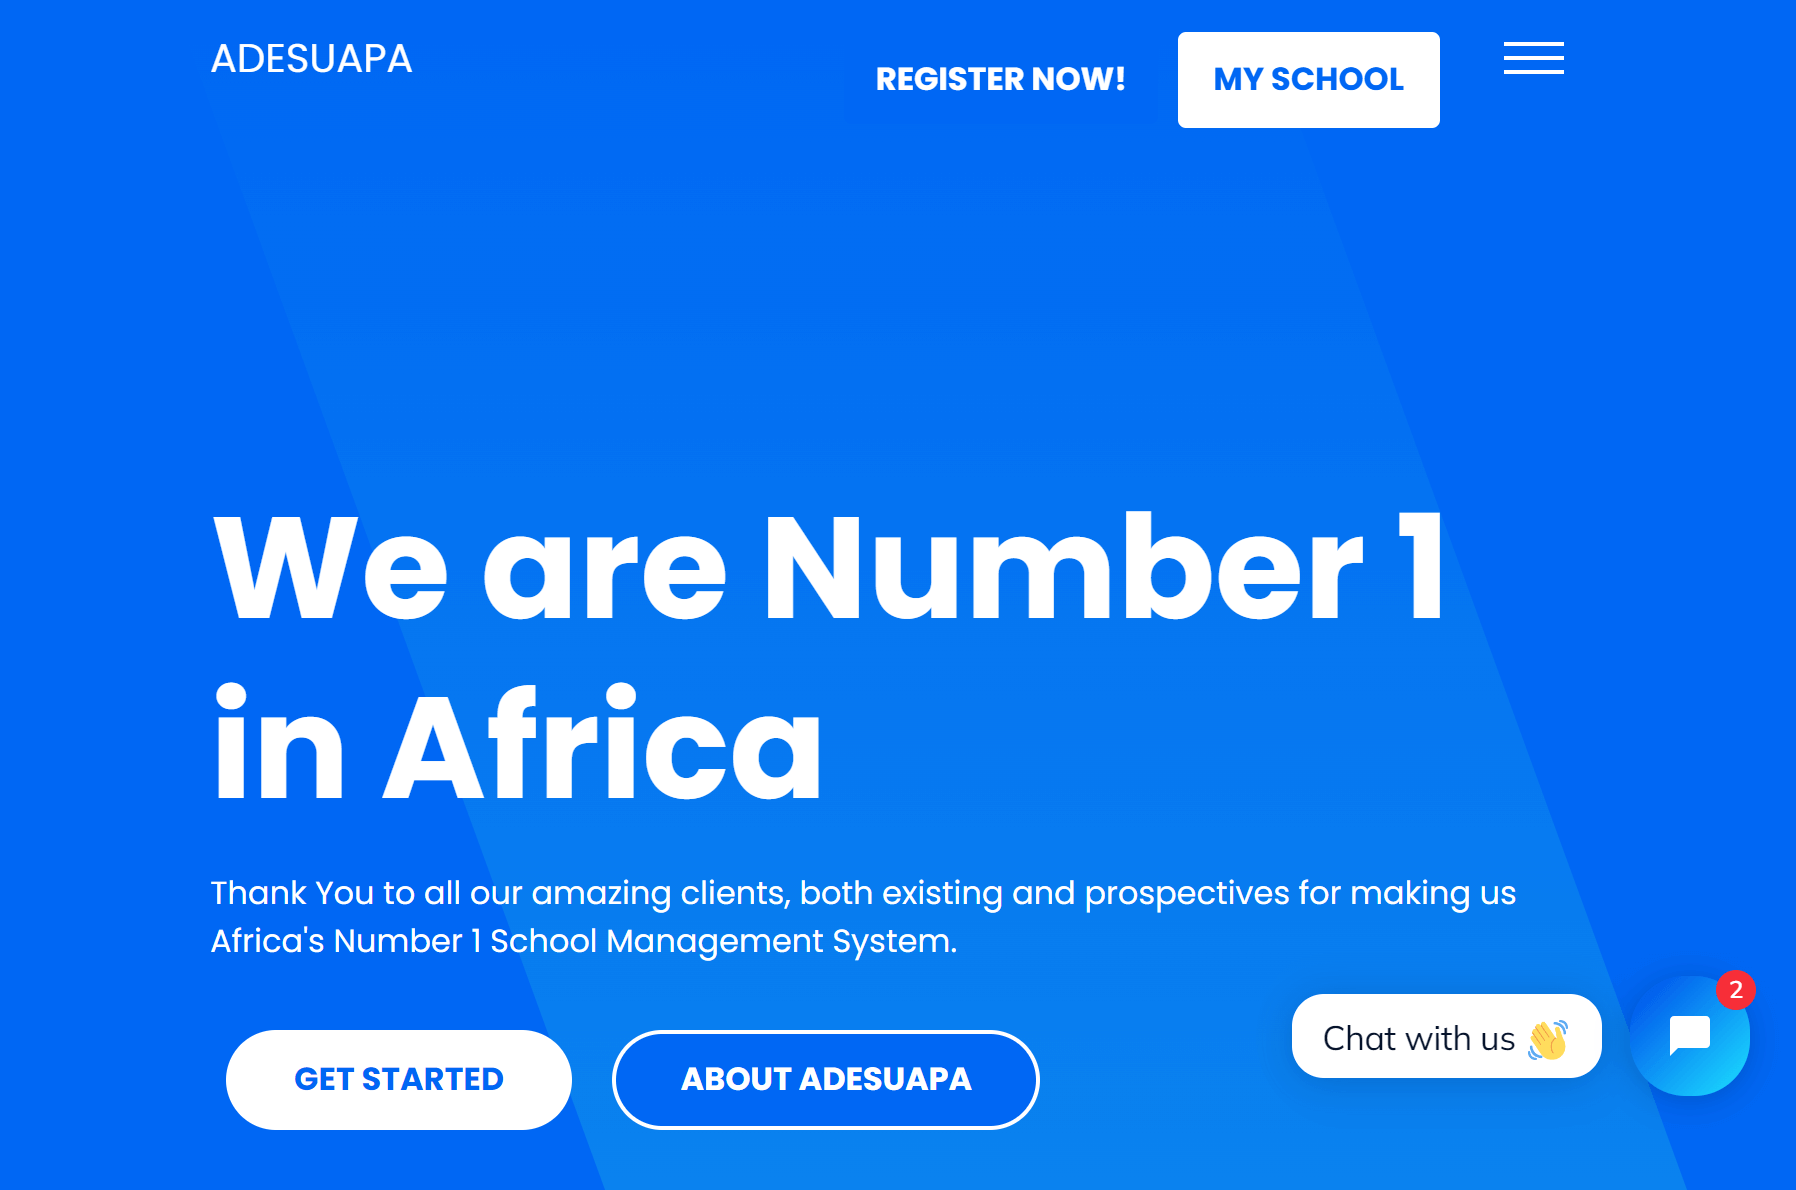 ADESUAPA
REGISTER NOW!
MY SCHOOL
We are Number 1
in Africa
Thank You to all our amazing clients, both existing and prospectives for making us
Africa's Number 1 School Management System.
GET STARTED
ABOUT ADESUAPA
Chat with us 👋
2